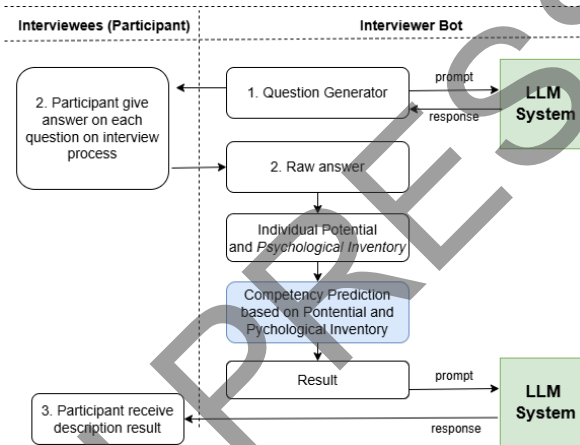 Interviewees (Participant)
Interviewer Bot
2. Participant give
answer on each
question on interview
process
1. Question Generator
prompt
response
LLM
System
2. Raw answer
Individual Potential
and Psychological Inventory
Competency Prediction
based on Pontential and
Pychological Inventory
Result
prompt
response
LLM
System
3. Participant receive
description result
PRESS